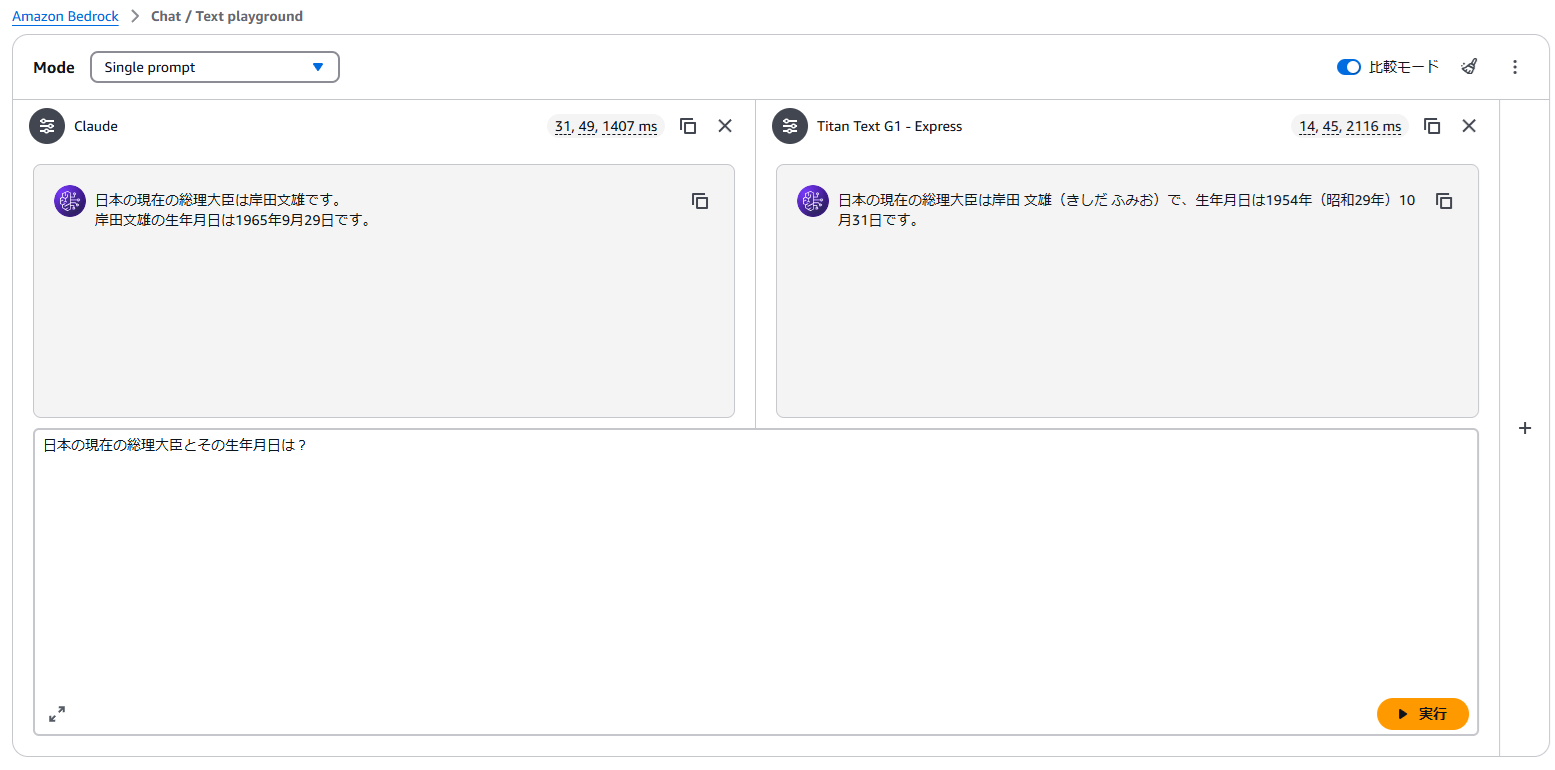 Amazon Bedrock > Chat / Text playground
Mode
Single prompt
比較モード
Claude
31, 49, 1407 ms
Titan Text G1 - Express
14, 45, 2116 ms
日本の現在の総理大臣は岸田文雄です。
岸田文雄の生年月日は1965年9月29日です。
日本の現在の総理大臣は岸田 文雄（きしだ ふみお）で、生年月日は1954年（昭和29年）10
月31日です。
日本の現在の総理大臣とその生年月日は？
実行